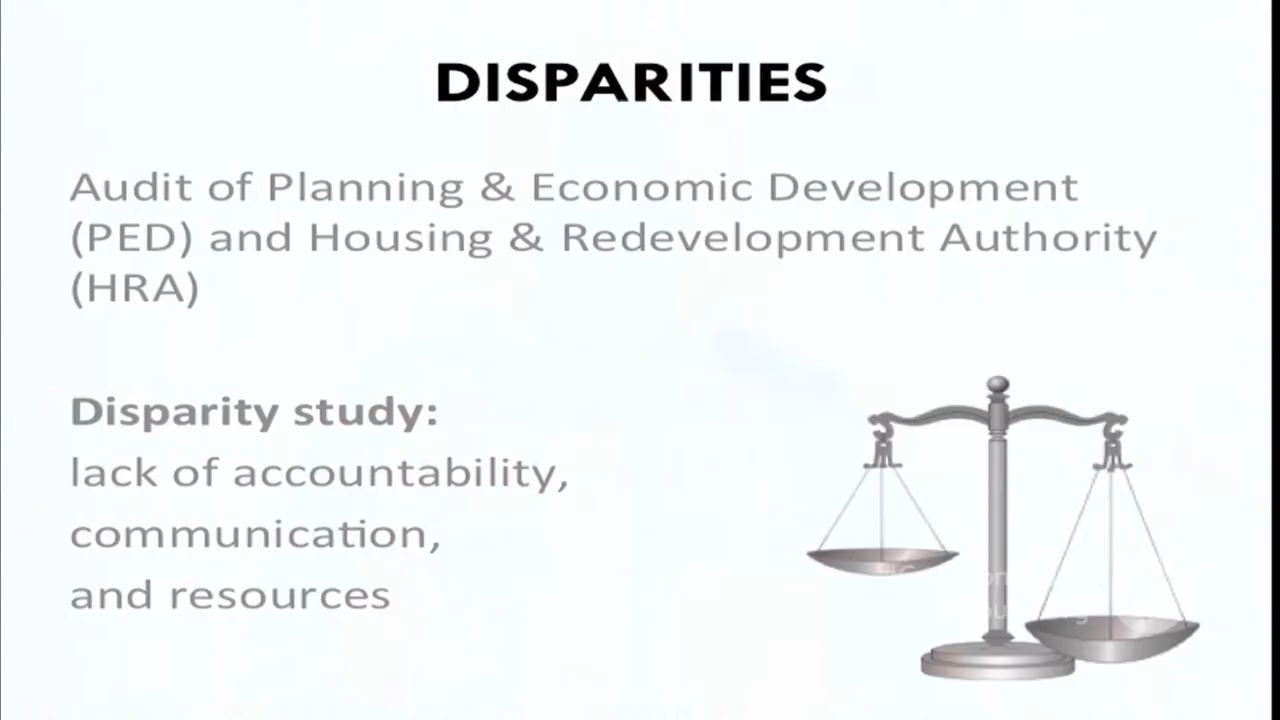 DISPARITIES
Audit of Planning & Economic Development
(PED) and Housing & Redevelopment Authority
(HRA)
Disparity study:
lack of accountability,
communication,
and resources